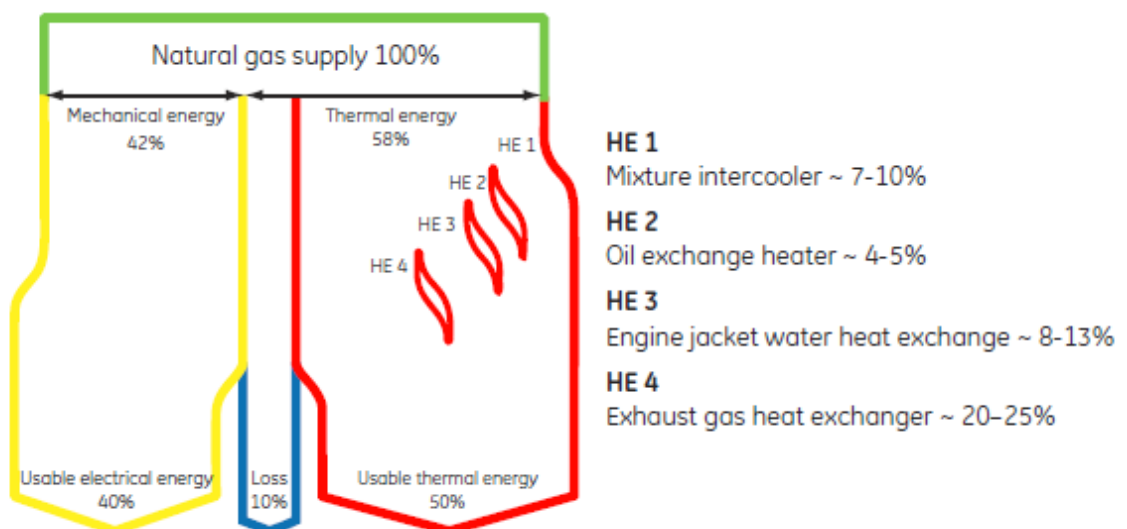 Natural gas supply 100%
Mechanical energy
42%
Thermal energy
58%
HE 1
HE 2
HE 3
HE 4
Usable electrical energy
40%
Loss
10%
Usable thermal energy
50%
HE 1
Mixture intercooler ~ 7-10%
HE 2
Oil exchange heater ~ 4-5%
HE 3
Engine jacket water heat exchange ~ 8-13%
HE 4
Exhaust gas heat exchanger ~ 20–25%